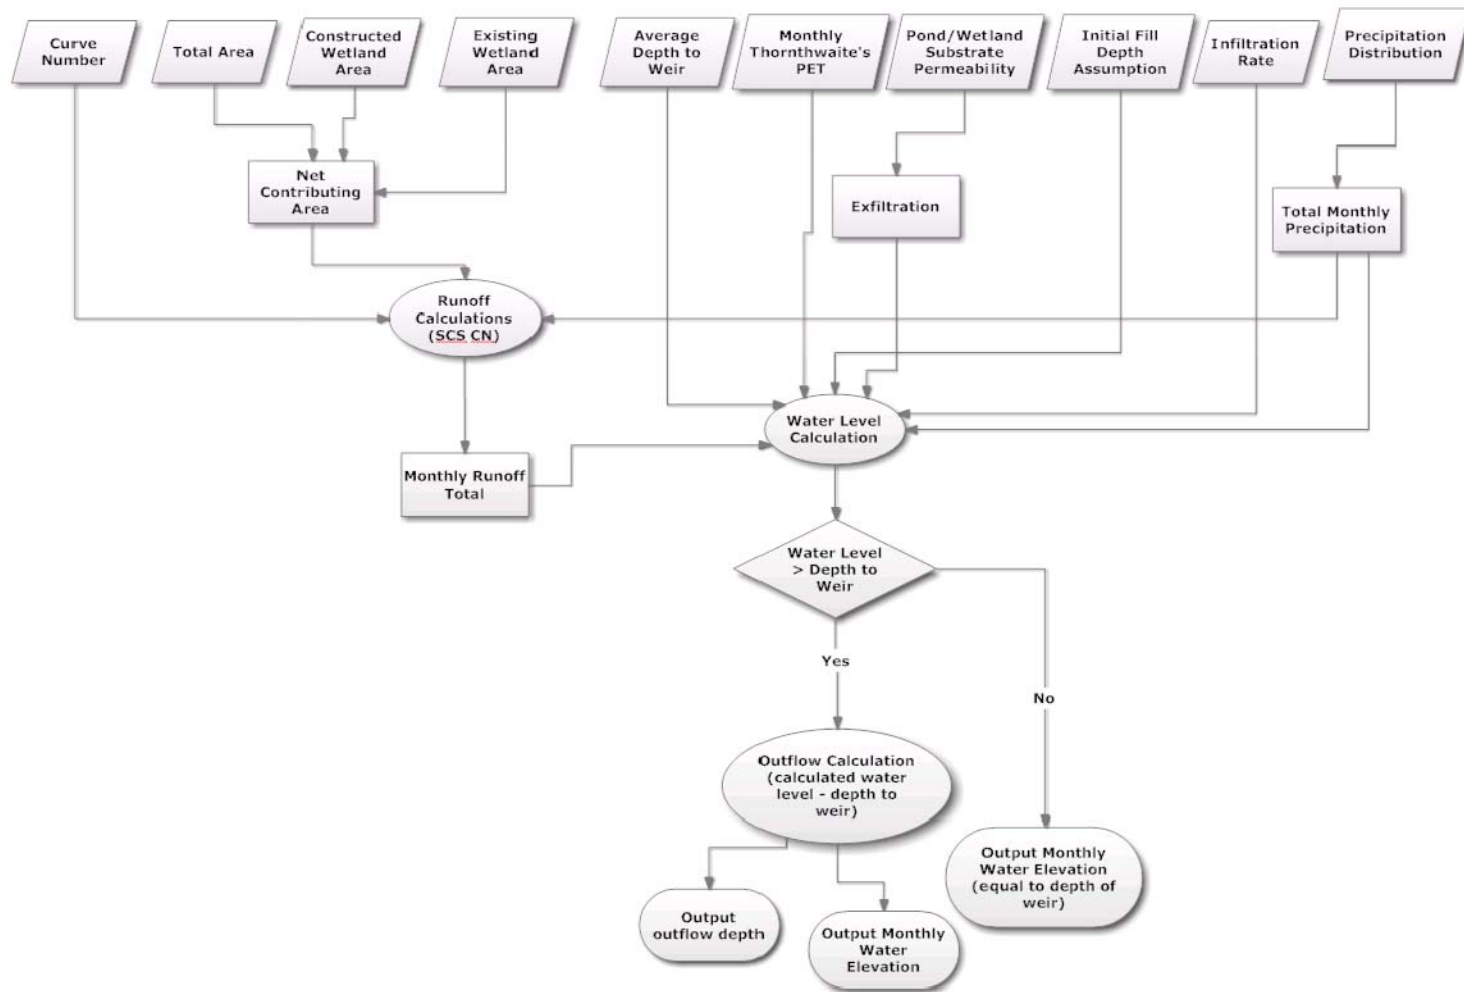 Curve
Number
Total Area
Constructed
Wetland
Area
Existing
Wetland Area
Average
Depth to
Weir
Monthly
Thornthwaite's
PET
Pond/Wetland
Substrate
Permeability
Initial Fill
Depth
Assumption
Infiltration
Rate
Precipitation
Distribution
Net
Contributing
Area
Exfiltration
Total Monthly
Precipitation
Runoff
Calculations
(SCS CN)
Water Level
Calculation
Monthly Runoff
Total
Water Level
> Depth to
Weir
Yes
No
Outflow Calculation
(calculated water
level - depth to
weir)
Output Monthly
Water Elevation
(equal to depth of
weir)
Output
outflow depth
Output Monthly
Water
Elevation